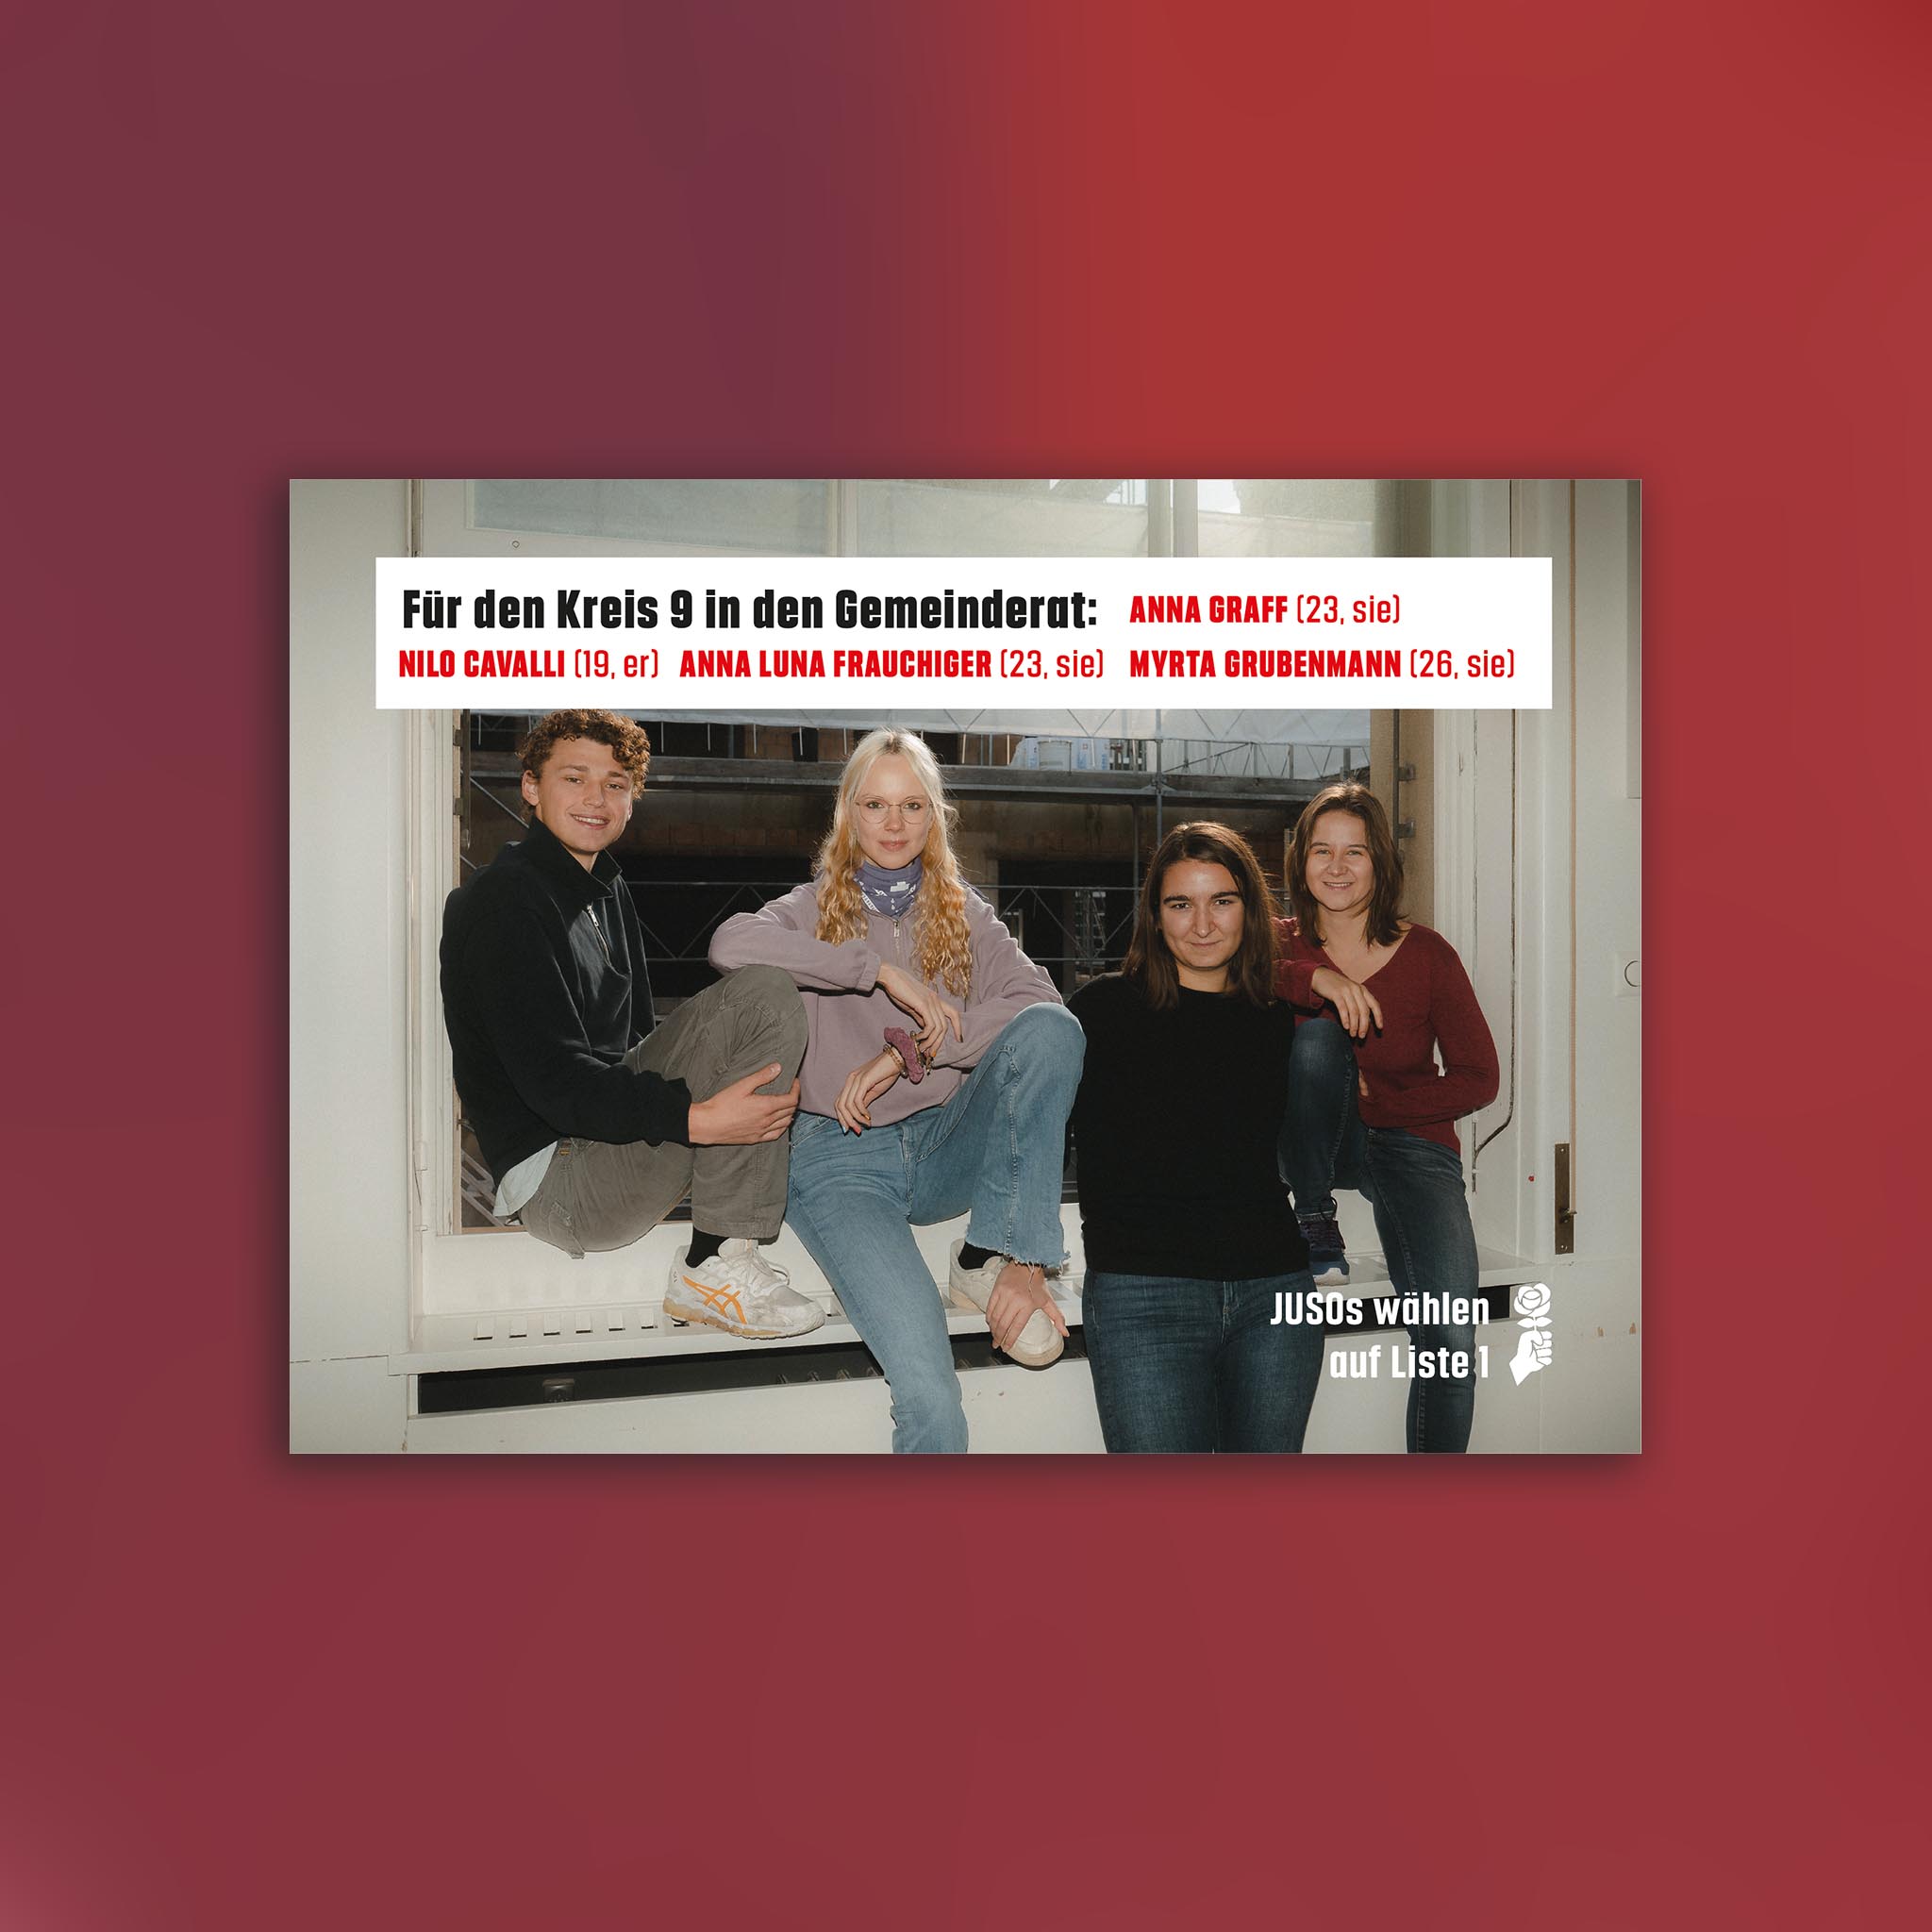 Für den Kreis 9 in den Gemeinderat: ANNA GRAFF (23, sie)
NILO CAVALLI (19, er) ANNA LUNA FRAUCHIGER (23, sie) MYRTA GRUBENMANN (26, sie)
JUSOs wählen
auf Liste 1